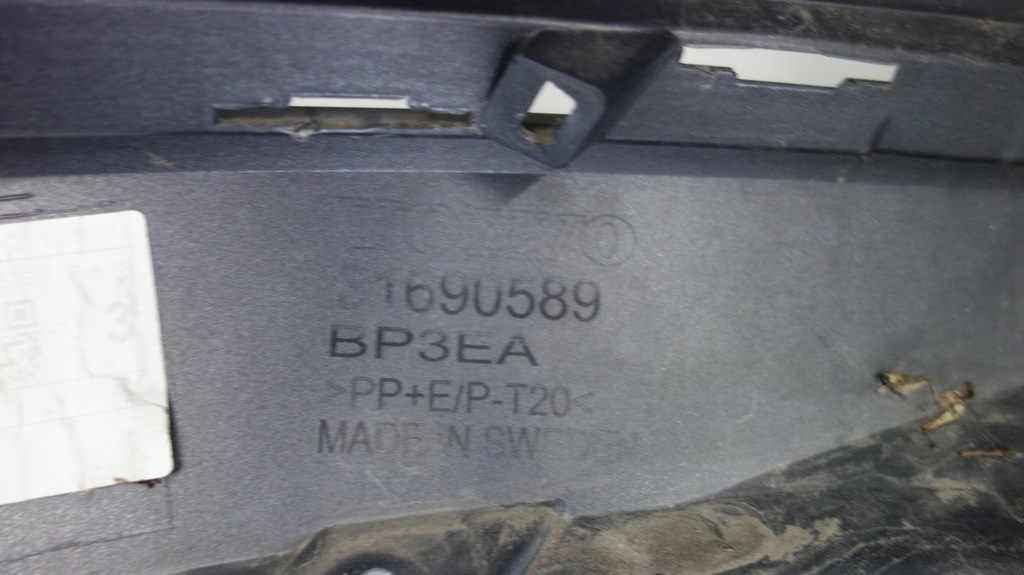 31690589
BP3EA
>PP+E/P-T20<
MADE IN SWEDEN